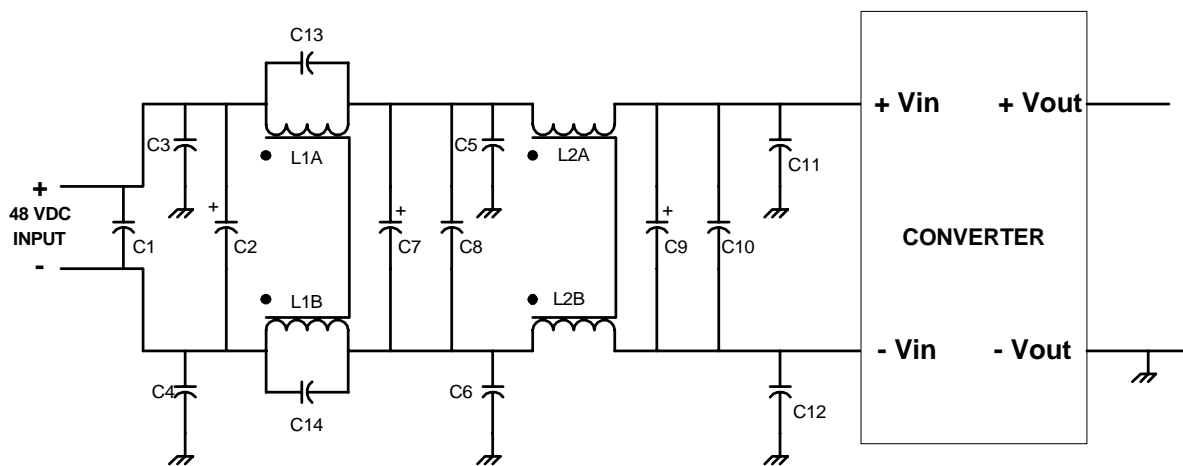 C13
+ Vin
+ Vout
C3
C5
L1A
L2A
C11
+
48 VDC
INPUT
-
C1
+
C2
+
C7
C8
+
C9
C10
CONVERTER
L1B
L2B
- Vin
- Vout
C4
C14
C6
C12